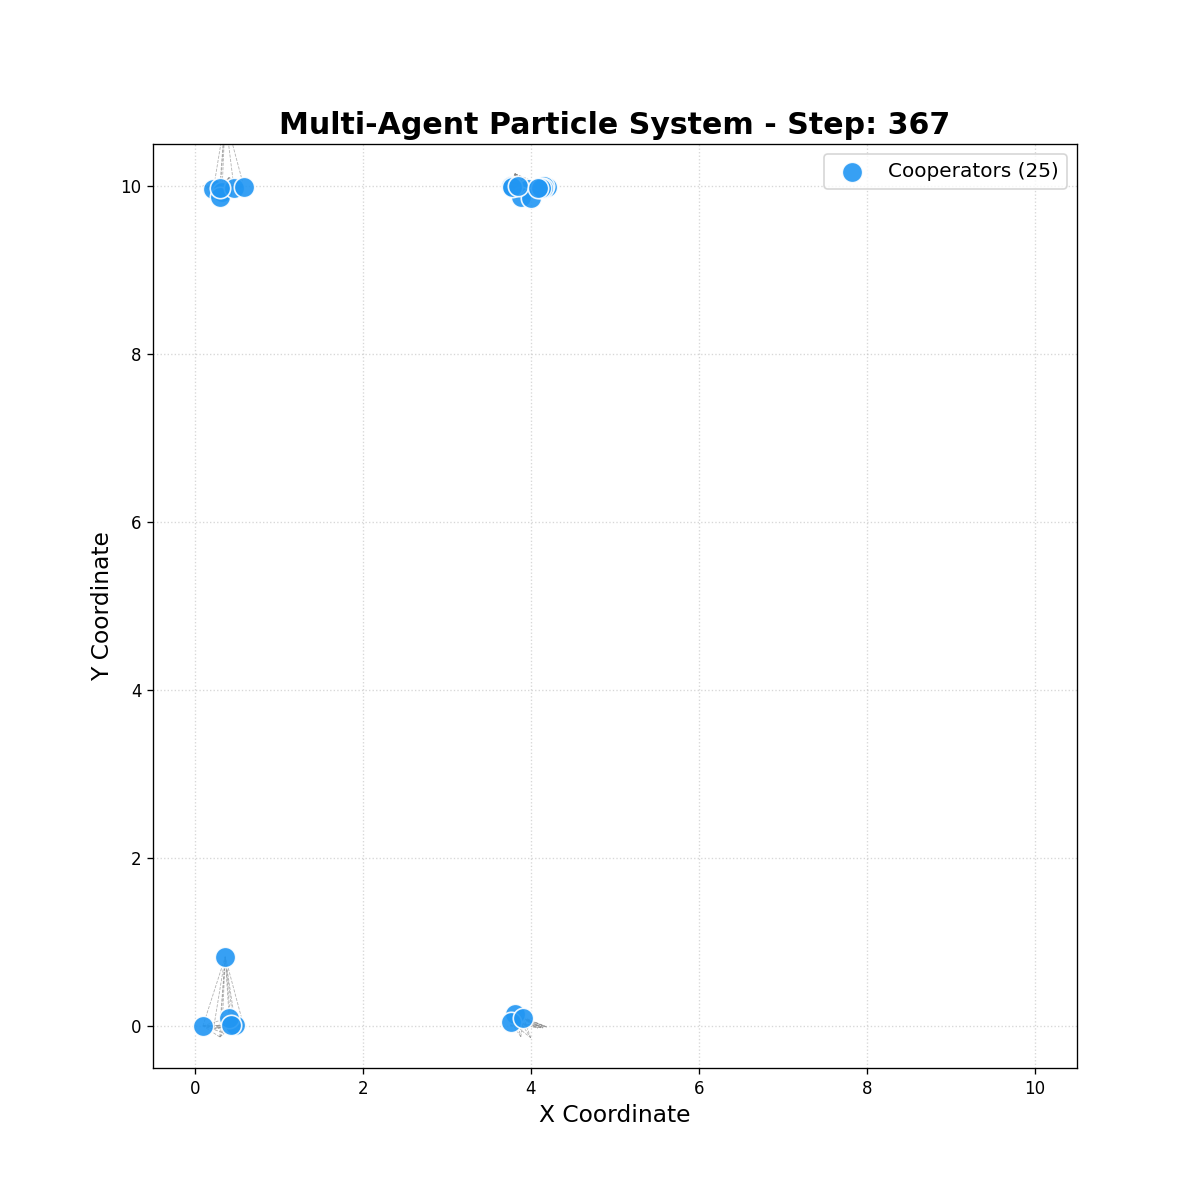 Multi-Agent Particle System - Step: 367
Cooperators (25)
10
8
6
4
2
0
Y Coordinate
0 2 4 6 8 10
X Coordinate